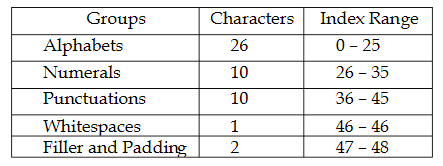 Groups Characters Index Range
Alphabets 26 0 – 25
Numerals 10 26 – 35
Punctuations 10 36 – 45
Whitespaces 1 46 – 46
Filler and Padding 2 47 – 48